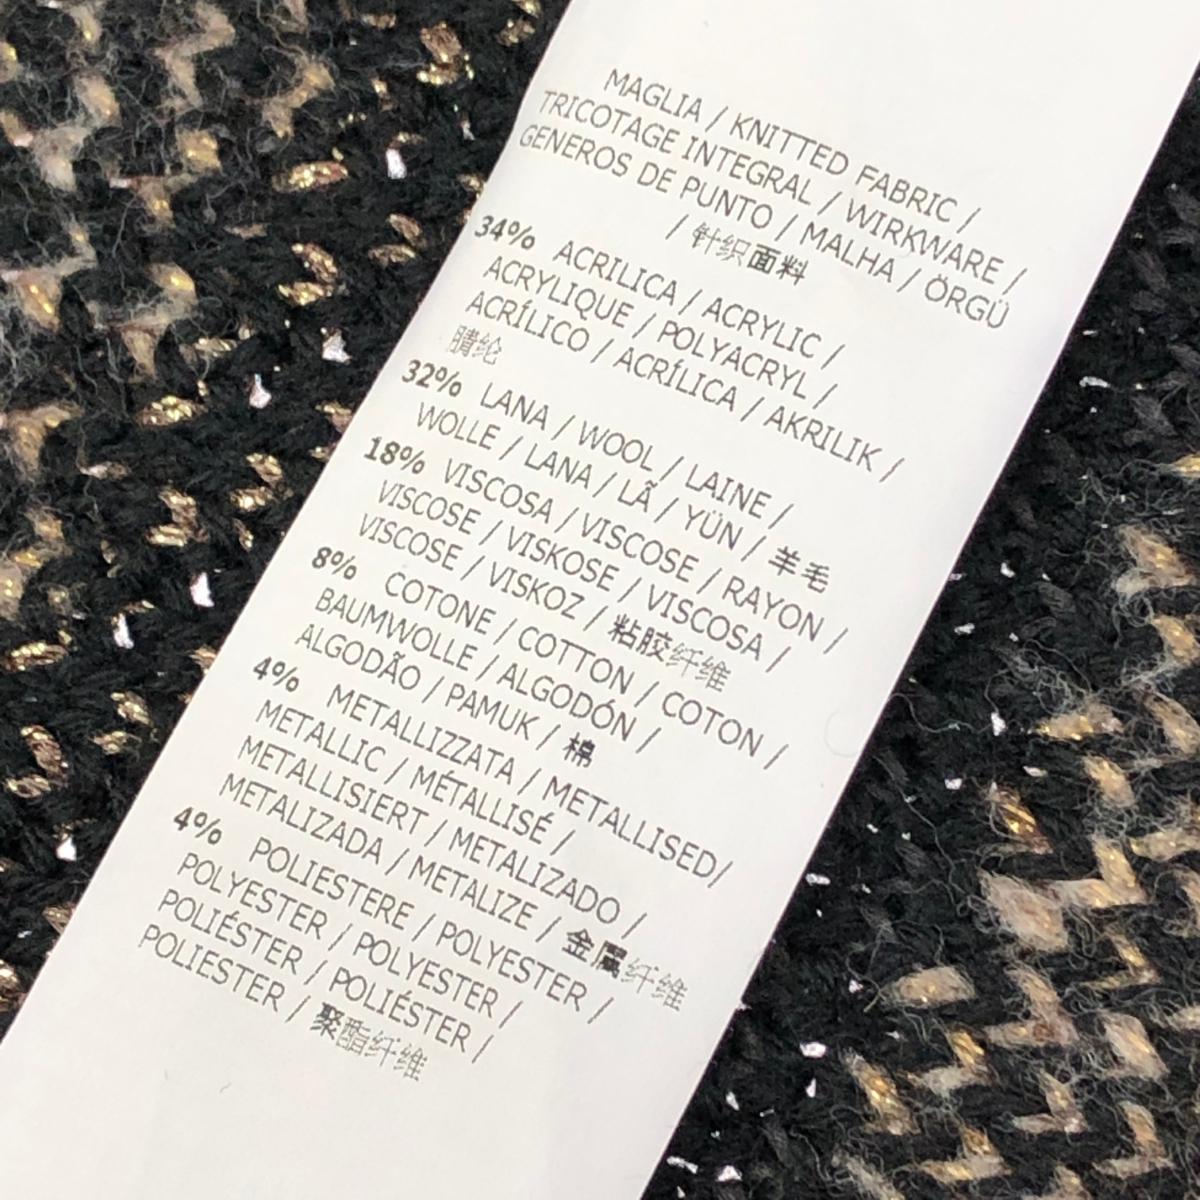 MAGLIA / KNITTED FABRIC /
TRICOTAGE INTEGRAL / WIRKWARE /
GENEROS DE PUNTO / MALHA / ÖRGÜ
/ 针织面料
34% ACRILICA / ACRYLIC /
ACRYLIQUE / POLYACRYL /
ACRÍLICO / ACRÍLICA / AKRILIK /
腈纶
32% LANA / WOOL / LAINE /
WOLLE / LANA / LÃ / YÜN / 羊毛
18% VISCOSA / VISCOSE / RAYON /
VISCOSE / VISKOSE / VISCOSA /
VISCOSE / VISKOZ / 粘胶纤维
8% COTONE / COTTON / COTON /
BAUMWOLLE / ALGODÓN /
ALGODÃO / PAMUK / 棉
4% METALLIZZATA / METALLISED/
METALLIC / MÉTALLISÉ /
METALLISIERT / METALIZADO /
METALIZADA / METALIZE / 金属纤维
4% POLIESTERE / POLYESTER /
POLYESTER / POLYESTER /
POLIÉSTER / POLIÉSTER /
POLIESTER / 聚酯纤维